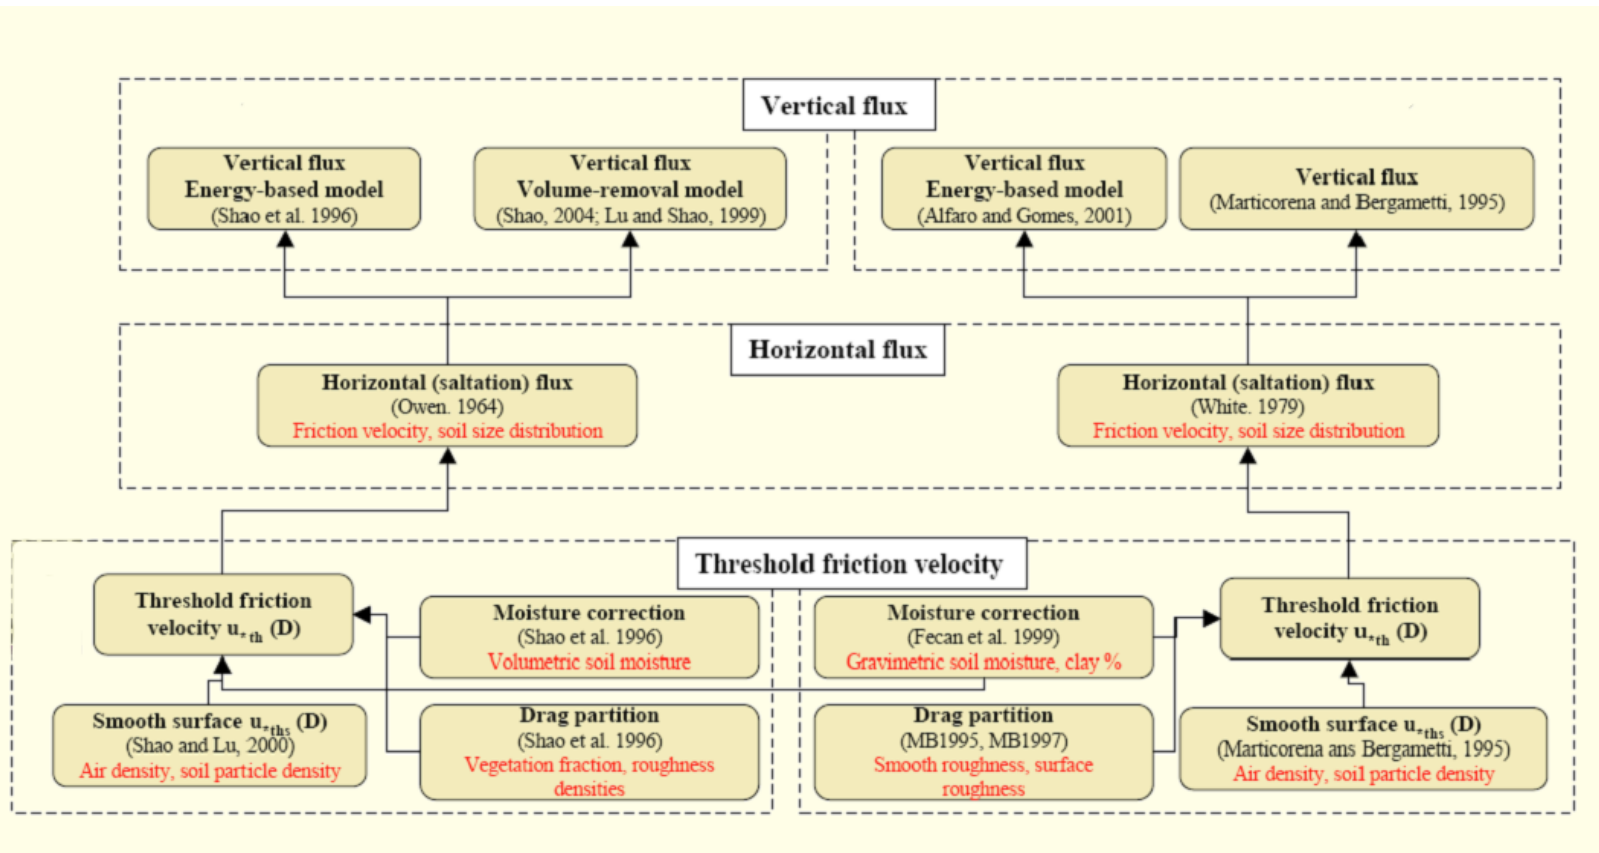 Vertical flux
Vertical flux
Energy-based model
(Shao et al. 1996)
Vertical flux
Volume-removal model
(Shao, 2004; Lu and Shao, 1999)
Vertical flux
Energy-based model
(Alfaro and Gomes, 2001)
Vertical flux
(Marticorena and Bergametti, 1995)
Horizontal flux
Horizontal (saltation) flux
(Owen. 1964)
Friction velocity, soil size distribution
Horizontal (saltation) flux
(White. 1979)
Friction velocity, soil size distribution
Threshold friction velocity
Threshold friction
velocity u*th (D)
Moisture correction
(Shao et al. 1996)
Volumetric soil moisture
Moisture correction
(Fecan et al. 1999)
Gravimetric soil moisture, clay %
Threshold friction
velocity u*th (D)
Smooth surface u*ths (D)
(Shao and Lu, 2000)
Air density, soil particle density
Drag partition
(Shao et al. 1996)
Vegetation fraction, roughness
densities
Drag partition
(MB1995, MB1997)
Smooth roughness, surface
roughness
Smooth surface u*ths (D)
(Marticorena ans Bergametti, 1995)
Air density, soil particle density